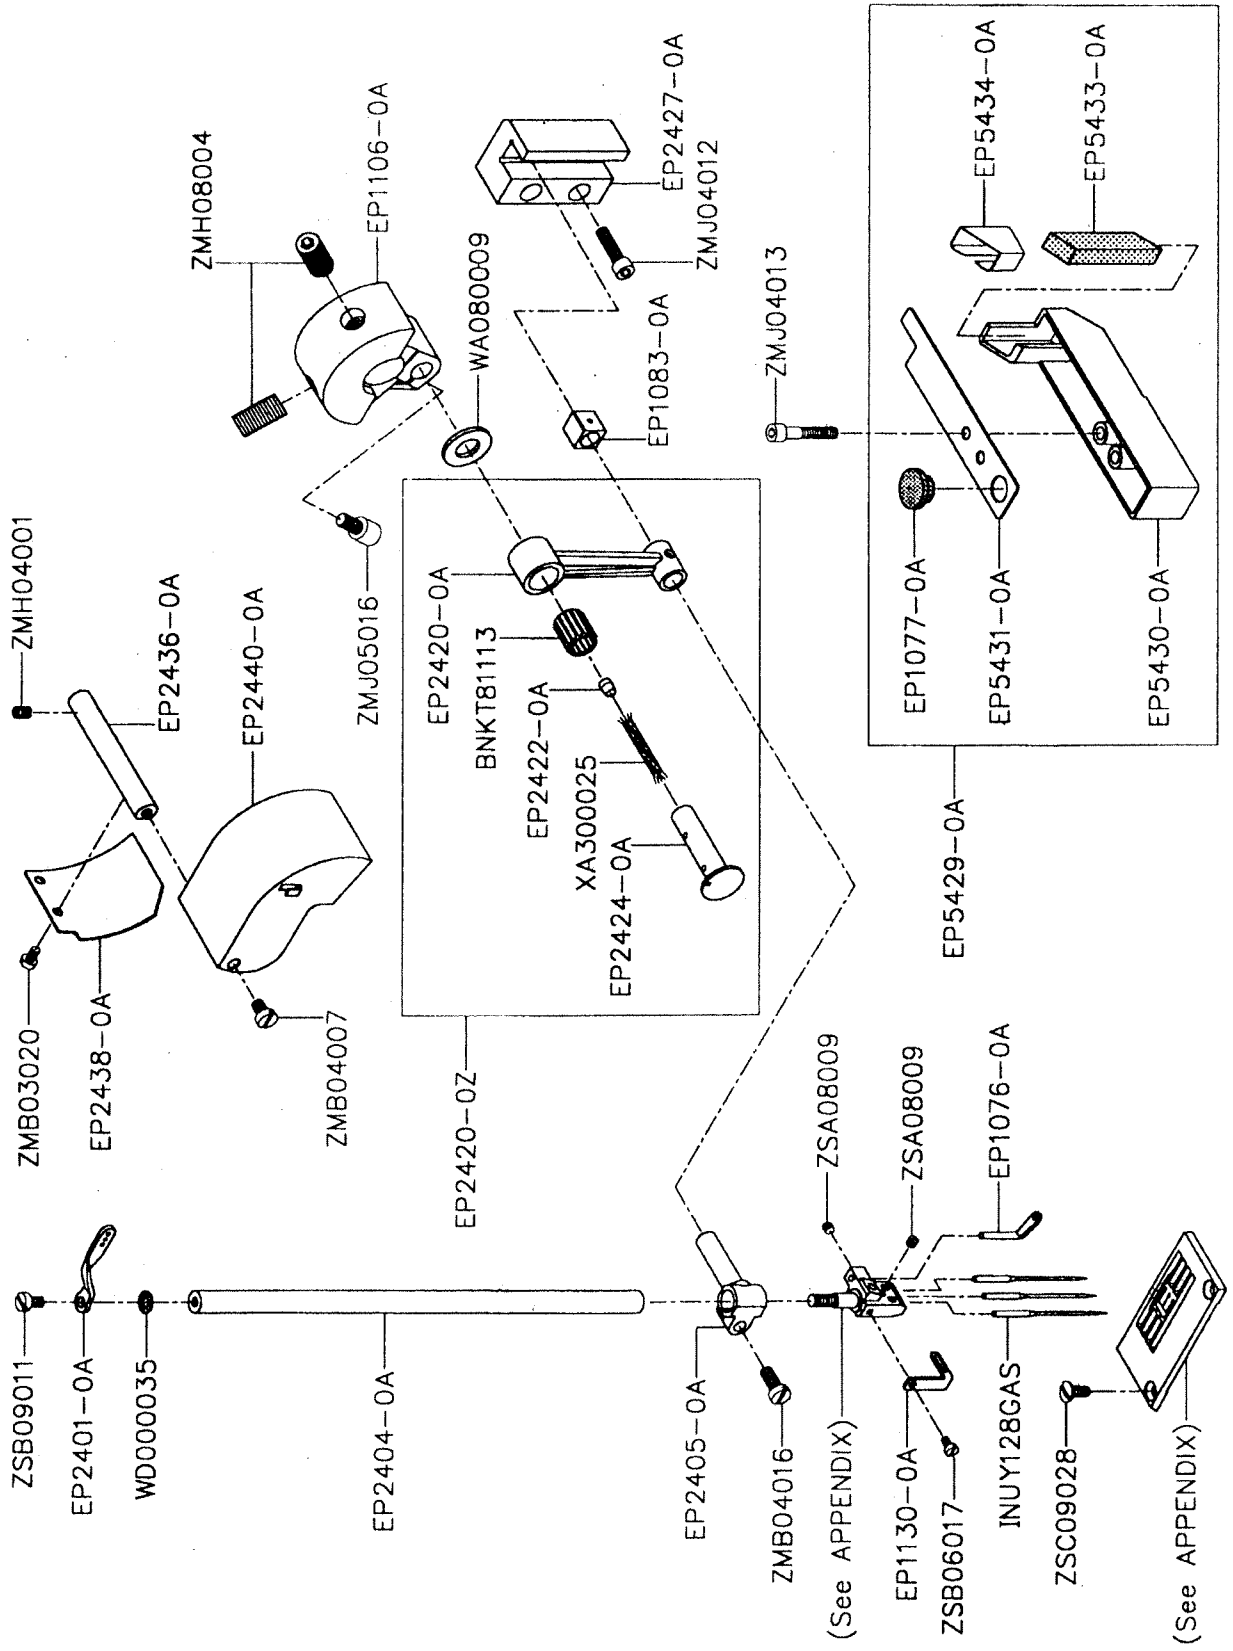 ZMH08004
EP1106-0A
EP2427-0A
ZMJ04012
WA080009
EP1083-0A
ZMJ04013
EP5434-0A
EP5433-0A
ZMH04001
EP2436-0A
EP2440-0A
ZMJ05016
EP2420-0A
BNKT81113
EP2422-0A
XA300025
EP2424-0A
EP1077-0A
EP5431-0A
EP5430-0A
EP5429-0A
ZMB03020
EP2438-0A
ZMB04007
EP2420-0Z
ZSA08009
ZSA08009
EP1076-0A
ZSB09011
EP2401-0A
WD000035
EP2404-0A
EP2405-0A
ZMB04016
(See APPENDIX)
EP1130-0A
ZSB06017
INUY128GAS
ZSC09028
(See APPENDIX)